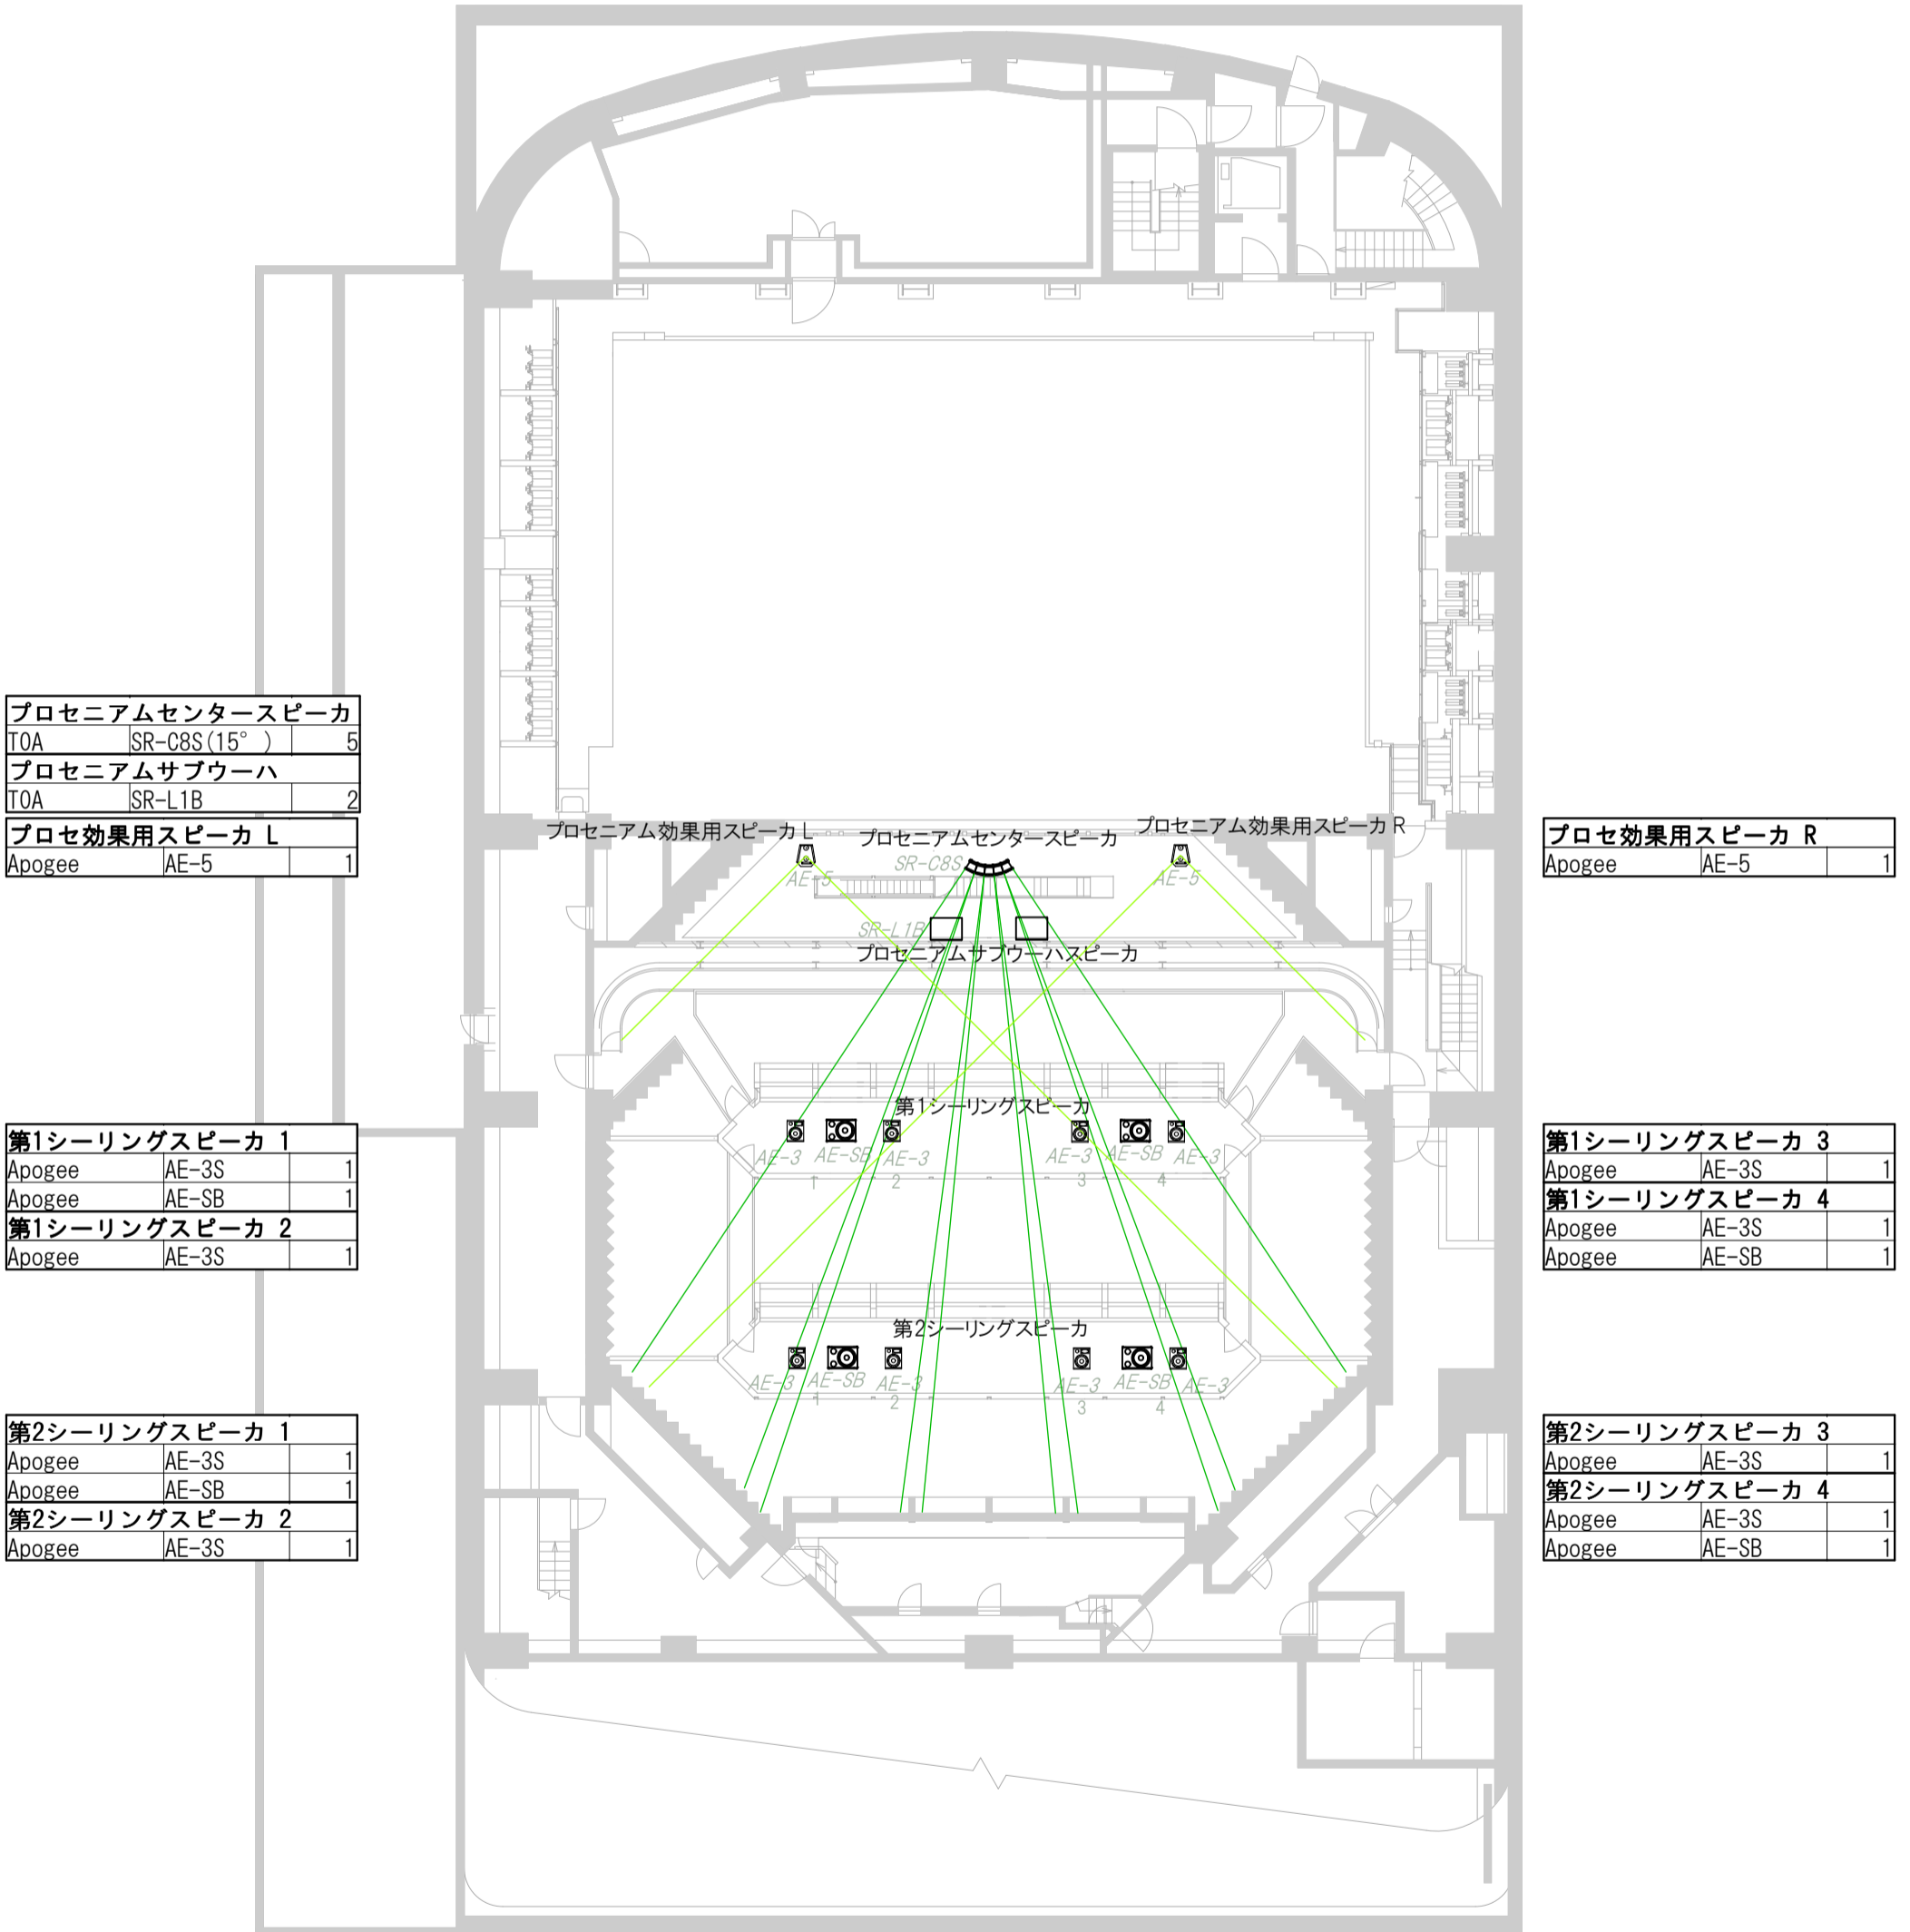 プロセニアムセンタースピーカ
TOA SR-C8S(15°) 5
プロセニアムサブウーハ
TOA SR-L1B 2
プロセ効果用スピーカ L
Apogee AE-5 1
プロセ効果用スピーカ R
Apogee AE-5 1
プロセニアム効果用スピーカ L
プロセニアムセンタースピーカ
プロセニアム効果用スピーカ R
SR-C8S
AE-5
AE-5
SR-L1B
プロセニアムサブウーハスピーカ
第1シーリングスピーカ
AE-3 AE-SB AE-3 AE-3 AE-SB AE-3
1 2 3 4
第1シーリングスピーカ 1
Apogee AE-3S 1
Apogee AE-SB 1
第1シーリングスピーカ 2
Apogee AE-3S 1
第1シーリングスピーカ 3
Apogee AE-3S 1
第1シーリングスピーカ 4
Apogee AE-3S 1
Apogee AE-SB 1
第2シーリングスピーカ
AE-3 AE-SB AE-3 AE-3 AE-SB AE-3
1 2 3 4
第2シーリングスピーカ 1
Apogee AE-3S 1
Apogee AE-SB 1
第2シーリングスピーカ 2
Apogee AE-3S 1
第2シーリングスピーカ 3
Apogee AE-3S 1
第2シーリングスピーカ 4
Apogee AE-3S 1
Apogee AE-SB 1